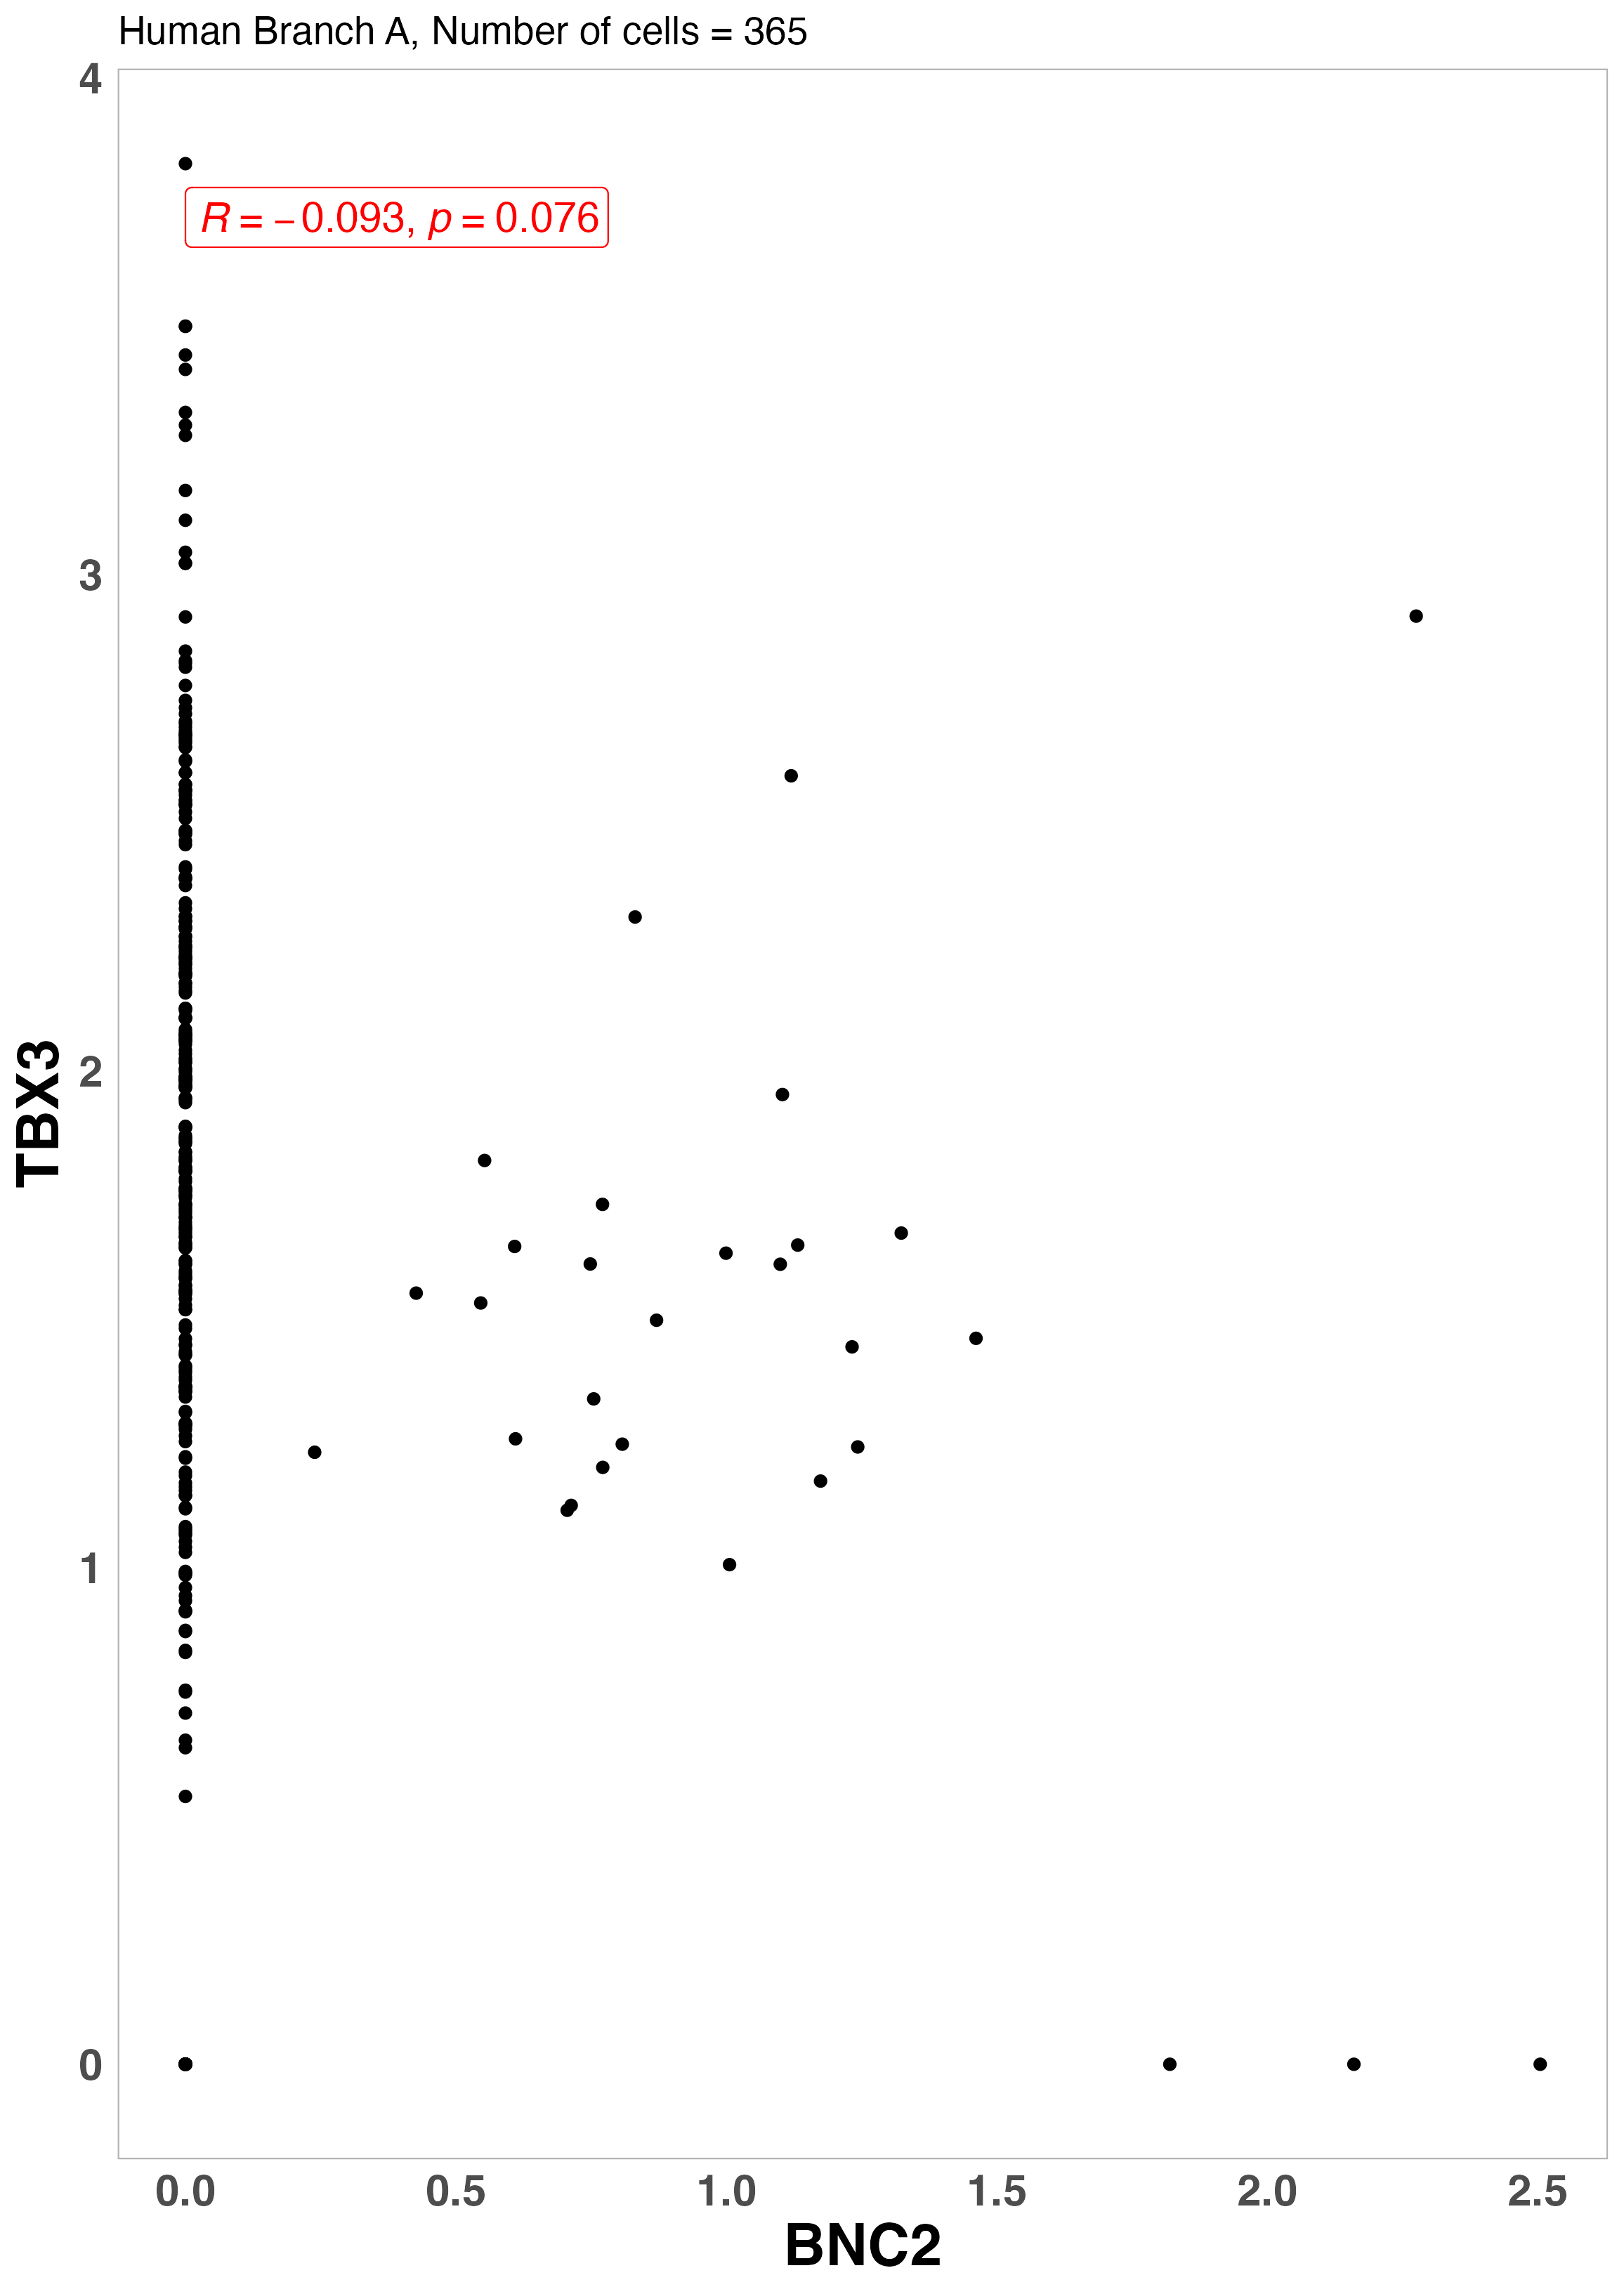 Human Branch A, Number of cells = 365
4
R = −0.093, p = 0.076
3
2
1
0
TBX3
0.0 0.5 1.0 1.5 2.0 2.5
BNC2